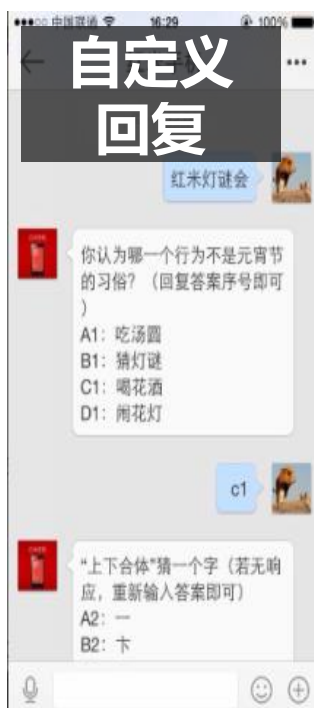 中国联通 16:29 100%
自定义
回复
红米灯谜会
你认为哪一个行为不是元宵节
的习俗？（回复答案序号即可
）
A1：吃汤圆
B1：猜灯谜
C1：喝花酒
D1：闹花灯
c1
“上下合体”猜一个字（若无响
应，重新输入答案即可）
A2：一
B2：卞